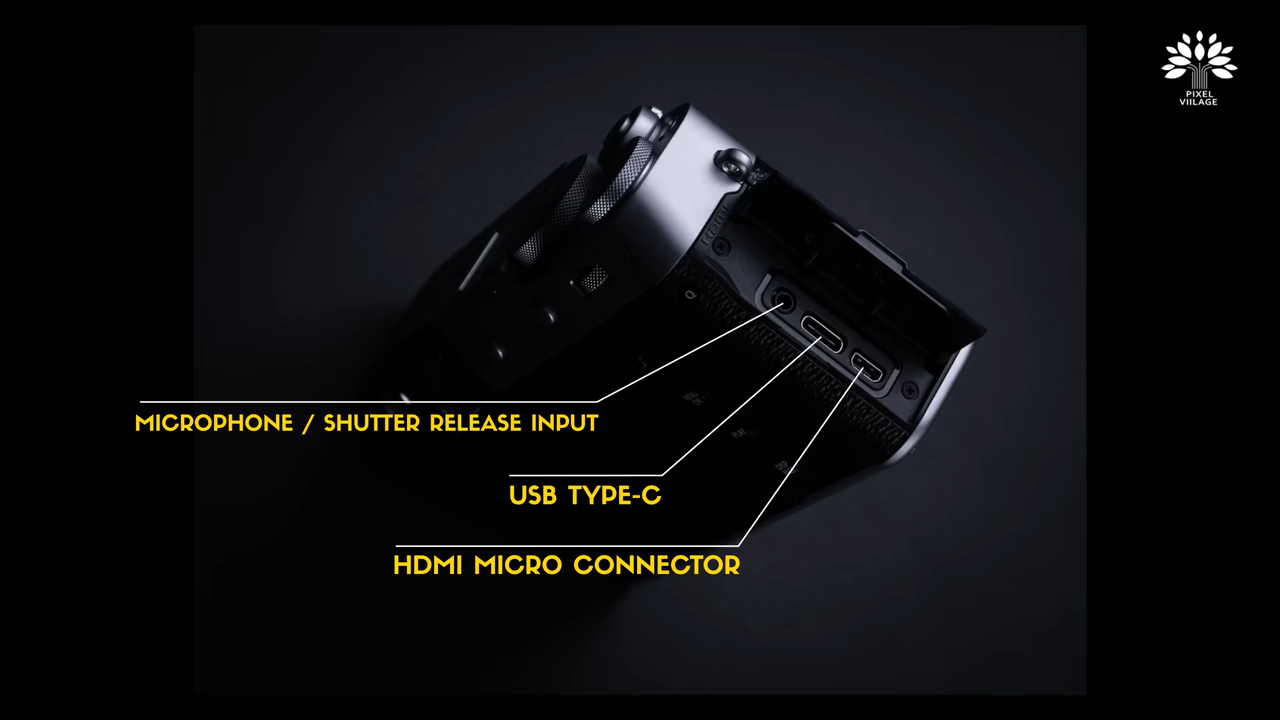 PIXEL
VIILAGE
MICROPHONE / SHUTTER RELEASE INPUT
USB TYPE-C
HDMI MICRO CONNECTOR